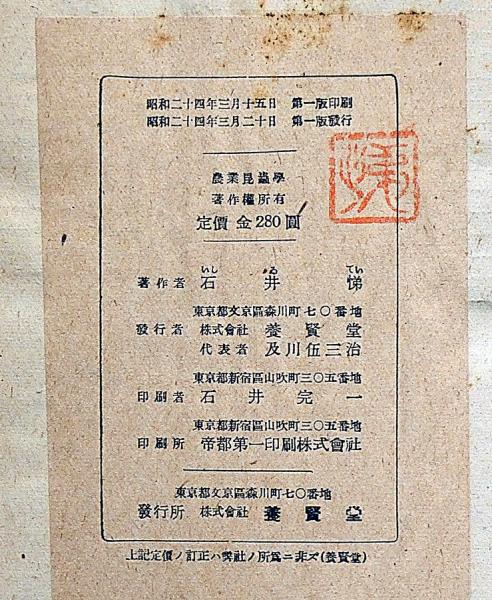 昭和二十四年三月十五日 第一版印刷
昭和二十四年三月二十日 第一版發行
農業昆蟲學
著作權所有
定價 金280圓
いし ゐ てい
著作者 石井悌
東京都文京區森川町七〇番地
發行者 株式會社 養賢堂
代表者 及川伍三治
東京都新宿區山吹町三〇五番地
印刷者 石井完一
東京都新宿區山吹町三〇五番地
印刷所 帝都第一印刷株式會社
東京都文京區森川町七〇番地
發行所 株式會社 養賢堂
上記定價ノ訂正ハ弊社ノ所爲ニ非ズ(養賢堂)